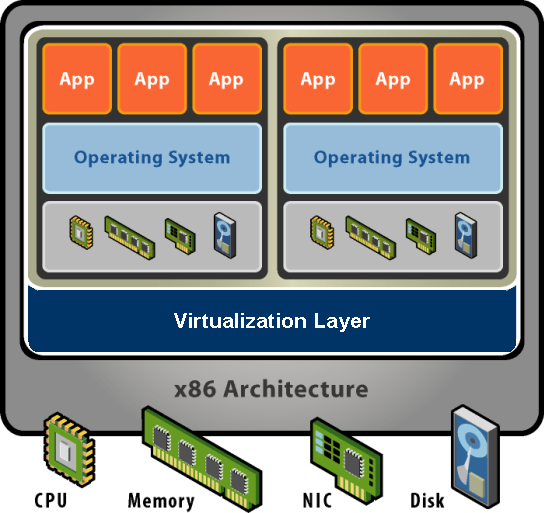 App App App App App App
Operating System Operating System
Virtualization Layer
x86 Architecture
CPU Memory NIC Disk